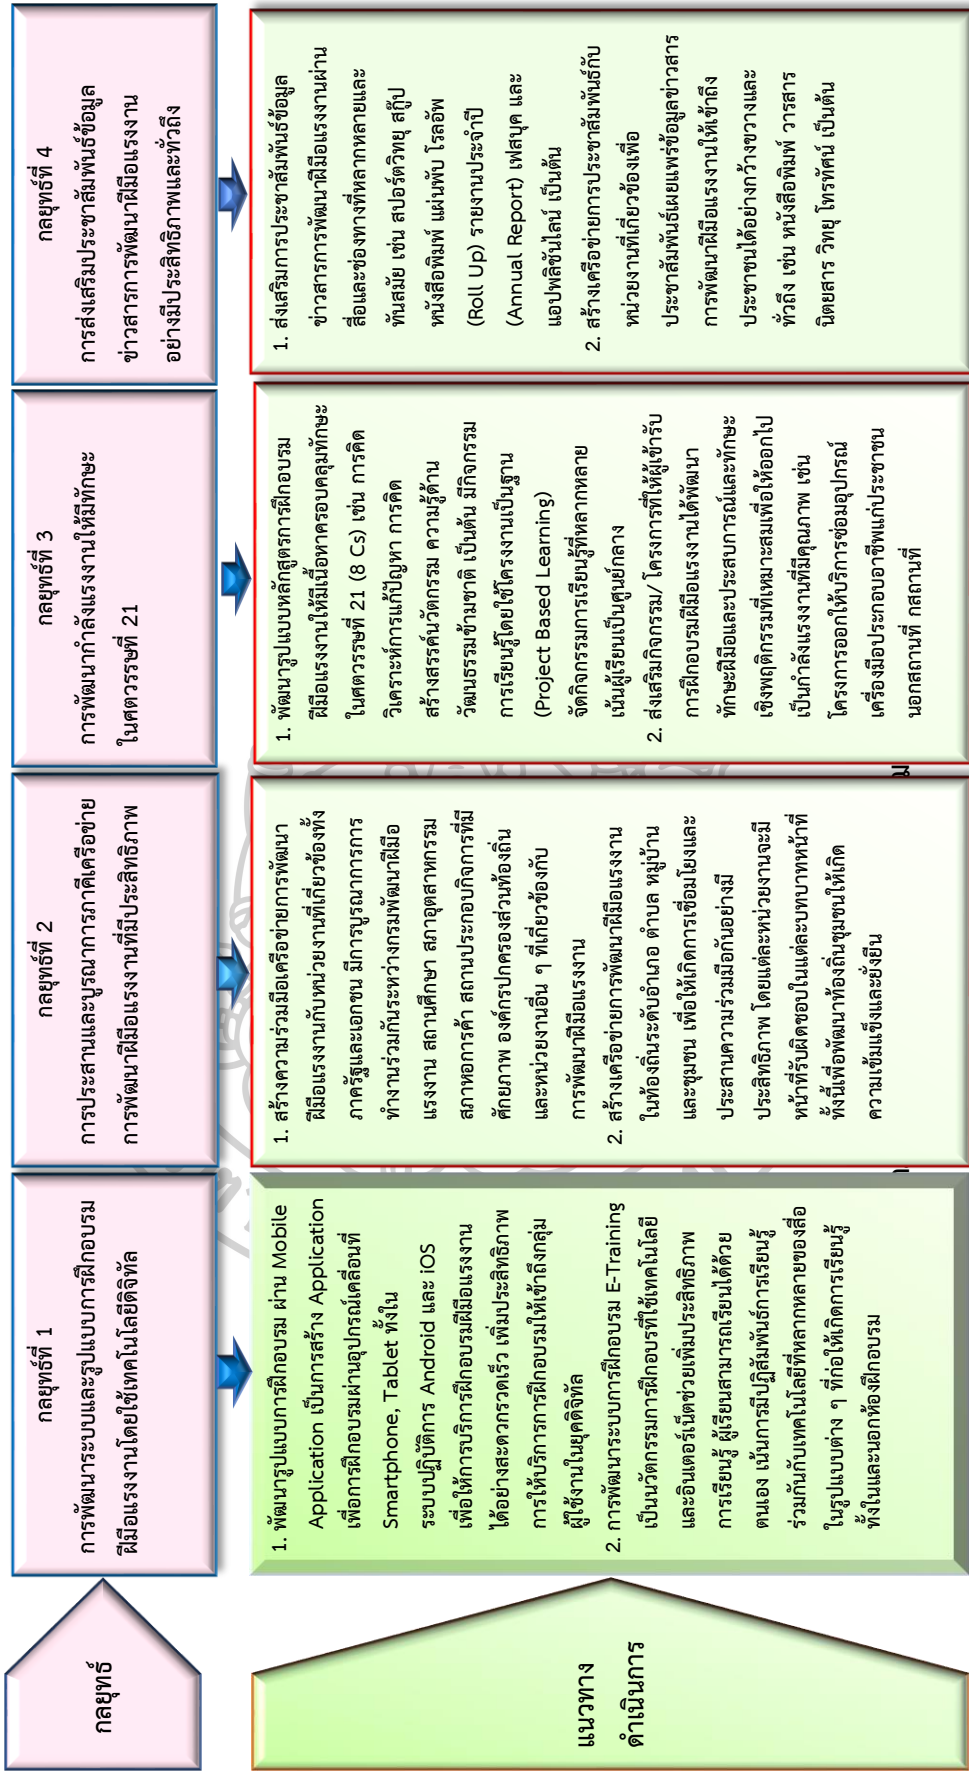 กลยุทธ์
กลยุทธ์ที่ 1
การพัฒนาระบบและรูปแบบการฝึกอบรม
ฝีมือแรงงานโดยใช้เทคโนโลยีดิจิทัล
กลยุทธ์ที่ 2
การประสานและบูรณาการภาคีเครือข่าย
การพัฒนาฝีมือแรงงานที่มีประสิทธิภาพ
กลยุทธ์ที่ 3
การพัฒนากำลังแรงงานให้มีทักษะ
ในศตวรรษที่ 21
กลยุทธ์ที่ 4
การส่งเสริมประชาสัมพันธ์ข้อมูล
ข่าวสารการพัฒนาฝีมือแรงงาน
อย่างมีประสิทธิภาพและทั่วถึง
แนวทาง
ดำเนินการ
1. พัฒนารูปแบบการฝึกอบรม ผ่าน Mobile
Application เป็นการสร้าง Application
เพื่อการฝึกอบรมผ่านอุปกรณ์เคลื่อนที่
Smartphone, Tablet ทั้งใน
ระบบปฏิบัติการ Android และ iOS
เพื่อให้การบริการฝึกอบรมฝีมือแรงงาน
ได้อย่างสะดวกรวดเร็ว เพิ่มประสิทธิภาพ
การให้บริการการฝึกอบรมให้เข้าถึงกลุ่ม
ผู้ใช้งานในยุคดิจิทัล
2. การพัฒนาระบบการฝึกอบรม E-Training
เป็นนวัตกรรมการฝึกอบรที่ใช้เทคโนโลยี
และอินเตอร์เน็ตช่วยเพิ่มประสิทธิภาพ
การเรียนรู้ ผู้เรียนสามารถเรียนได้ด้วย
ตนเอง เน้นการมีปฏิสัมพันธ์การเรียนรู้
ร่วมกันกับเทคโนโลยีที่หลากหลายของสื่อ
ในรูปแบบต่าง ๆ ที่ก่อให้เกิดการเรียนรู้
ทั้งในและนอกห้องฝึกอบรม
1. สร้างความร่วมมือเครือข่ายการพัฒนา
ฝีมือแรงงานกับหน่วยงานที่เกี่ยวข้องทั้ง
ภาครัฐและเอกชน มีการบูรณาการการ
ทำงานร่วมกันระหว่างกรมพัฒนาฝีมือ
แรงงาน สถานศึกษา สภาอุตสาหกรรม
สภาหอการค้า สถานประกอบกิจการที่มี
ศักยภาพ องค์กรปกครองส่วนท้องถิ่น
และหน่วยงานอื่น ๆ ที่เกี่ยวข้องกับ
การพัฒนาฝีมือแรงงาน
2. สร้างเครือข่ายการพัฒนาฝีมือแรงงาน
ในท้องถิ่นระดับอำเภอ ตำบล หมู่บ้าน
และชุมชน เพื่อให้เกิดการเชื่อมโยงและ
ประสานความร่วมมือกันอย่างมี
ประสิทธิภาพ โดยแต่ละหน่วยงานจะมี
หน้าที่รับผิดชอบในแต่ละบทบาทหน้าที่
ทั้งนี้เพื่อพัฒนาท้องถิ่นชุมชนให้เกิด
ความเข้มแข็งและยั่งยืน
1. พัฒนารูปแบบหลักสูตรการฝึกอบรม
ฝีมือแรงงานให้มีเนื้อหาครอบคลุมทักษะ
ในศตวรรษที่ 21 (8 Cs) เช่น การคิด
วิเคราะห์การแก้ปัญหา การคิด
สร้างสรรค์นวัตกรรม ความรู้ด้าน
วัฒนธรรมข้ามชาติ เป็นต้น มีกิจกรรม
การเรียนรู้โดยใช้โครงงานเป็นฐาน
(Project Based Learning)
จัดกิจกรรมการเรียนรู้ที่หลากหลาย
เน้นผู้เรียนเป็นศูนย์กลาง
2. ส่งเสริมกิจกรรม/ โครงการที่ให้ผู้เข้ารับ
การฝึกอบรมฝีมือแรงงานได้พัฒนา
ทักษะฝีมือและประสบการณ์และทักษะ
เชิงพฤติกรรมที่เหมาะสมเพื่อให้ออกไป
เป็นกำลังแรงงานที่มีคุณภาพ เช่น
โครงการออกให้บริการซ่อมอุปกรณ์
เครื่องมือประกอบอาชีพแก่ประชาชน
นอกสถานที่ กสถานที่
1. ส่งเสริมการประชาสัมพันธ์ข้อมูล
ข่าวสารการพัฒนาฝีมือแรงงานผ่าน
สื่อและช่องทางที่หลากหลายและ
ทันสมัย เช่น สปอร์ตวิทยุ สกู๊ป
หนังสือพิมพ์ แผ่นพับ โรลอัพ
(Roll Up) รายงานประจำปี
(Annual Report) เฟสบุค และ
แอปพลิชันไลน์ เป็นต้น
2. สร้างเครือข่ายการประชาสัมพันธ์กับ
หน่วยงานที่เกี่ยวข้องเพื่อ
ประชาสัมพันธ์เผยแพร่ข้อมูลข่าวสาร
การพัฒนาฝีมือแรงงานให้เข้าถึง
ประชาชนได้อย่างกว้างขวางและ
ทั่วถึง เช่น หนังสือพิมพ์ วารสาร
นิตยสาร วิทยุ โทรทัศน์ เป็นต้น